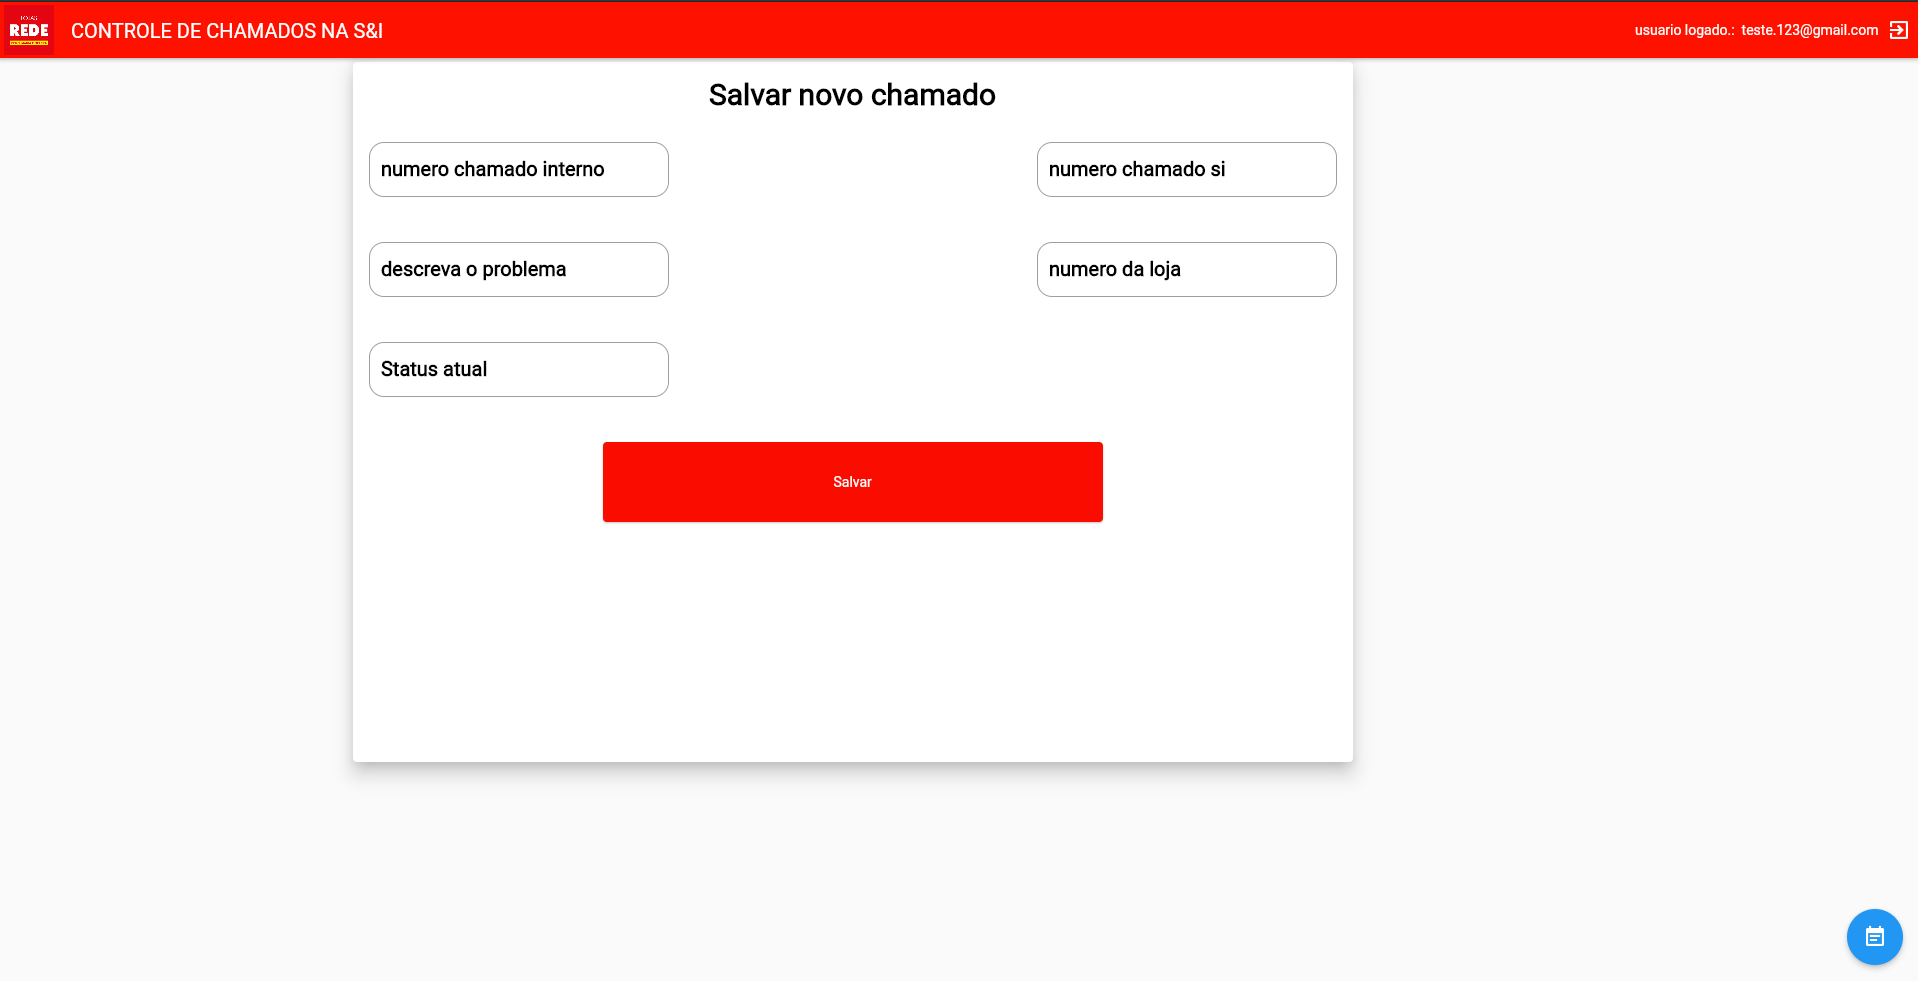 LOJAS
REDE
CONTROLE DE CHAMADOS NA S&I
usuario logado.: teste.123@gmail.com
Salvar novo chamado
numero chamado interno
numero chamado si
descreva o problema
numero da loja
Status atual
Salvar